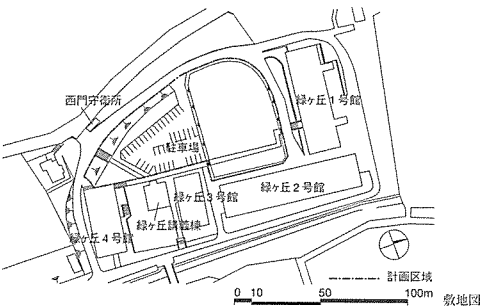 西門守衛所
緑ヶ丘1号館
駐車場
緑ヶ丘3号館
緑ヶ丘2号館
緑ヶ丘講義棟
緑ヶ丘4号館
計画区域
0 10 50 100m
敷地図